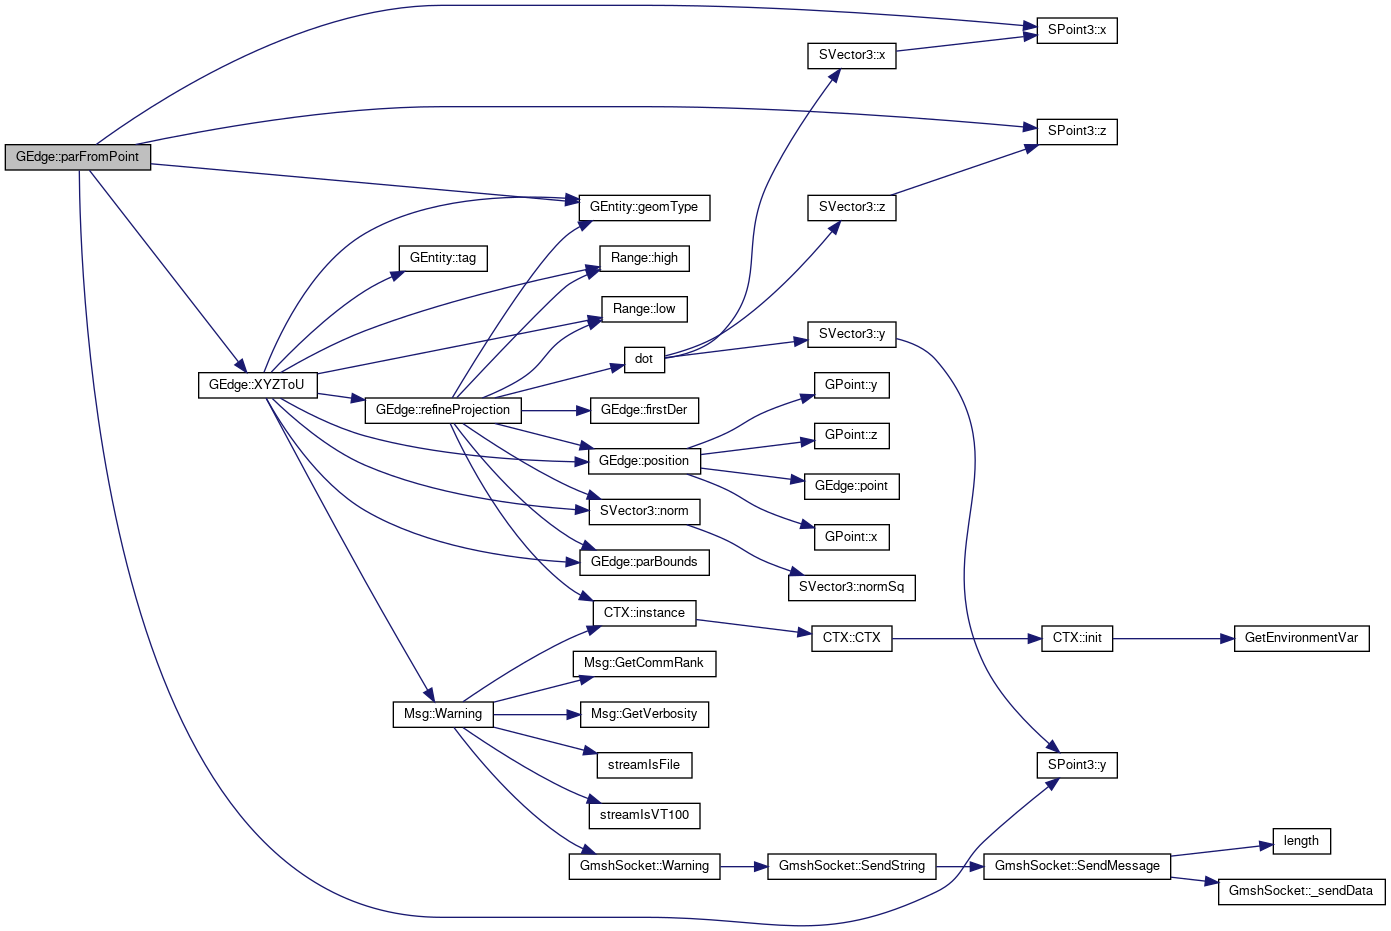 SPoint3::x
SVector3::x
SPoint3::z
GEdge::parFromPoint
GEntity::geomType
SVector3::z
GEntity::tag
Range::high
Range::low
SVector3::y
dot
GEdge::XYZToU
GPoint::y
GEdge::refineProjection
GEdge::firstDer
GPoint::z
GEdge::position
GEdge::point
SVector3::norm
GPoint::x
GEdge::parBounds
SVector3::normSq
CTX::instance
CTX::CTX
CTX::init
GetEnvironmentVar
Msg::GetCommRank
Msg::Warning
Msg::GetVerbosity
streamIsFile
SPoint3::y
streamIsVT100
length
GmshSocket::Warning
GmshSocket::SendString
GmshSocket::SendMessage
GmshSocket::_sendData